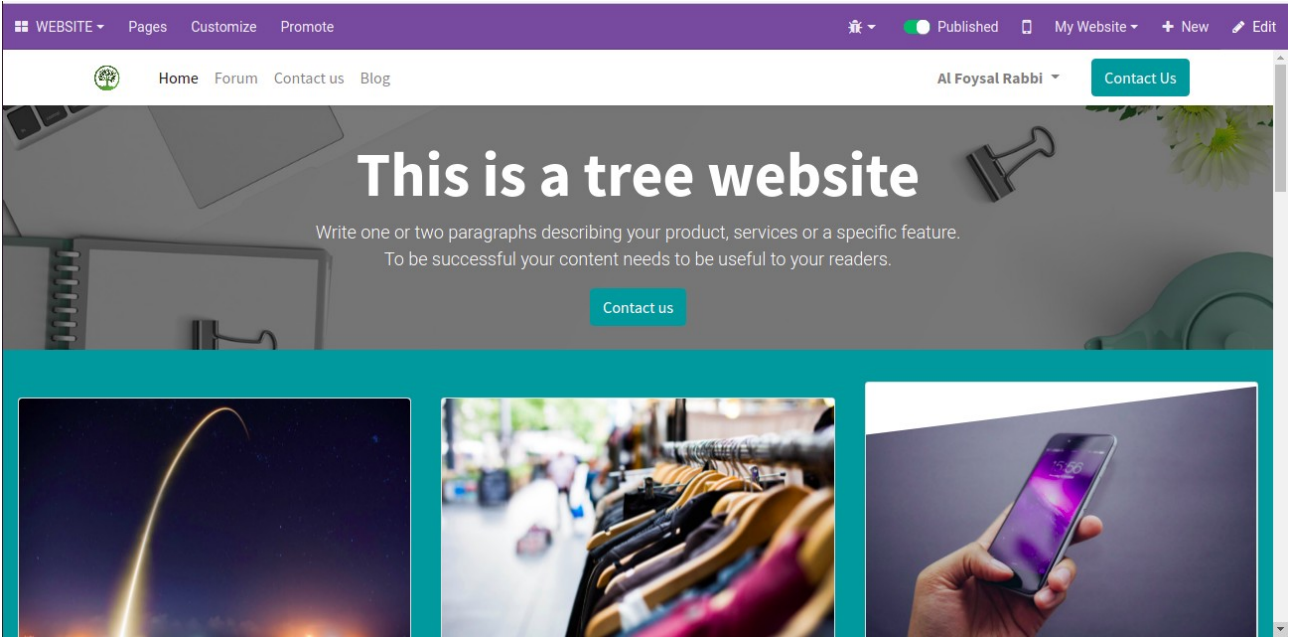 WEBSITE Pages Customize Promote Published My Website New Edit
Home Forum Contact us Blog Al Foysal Rabbi Contact Us
This is a tree website
Write one or two paragraphs describing your product, services or a specific feature.
To be successful your content needs to be useful to your readers.
Contact us
15:56